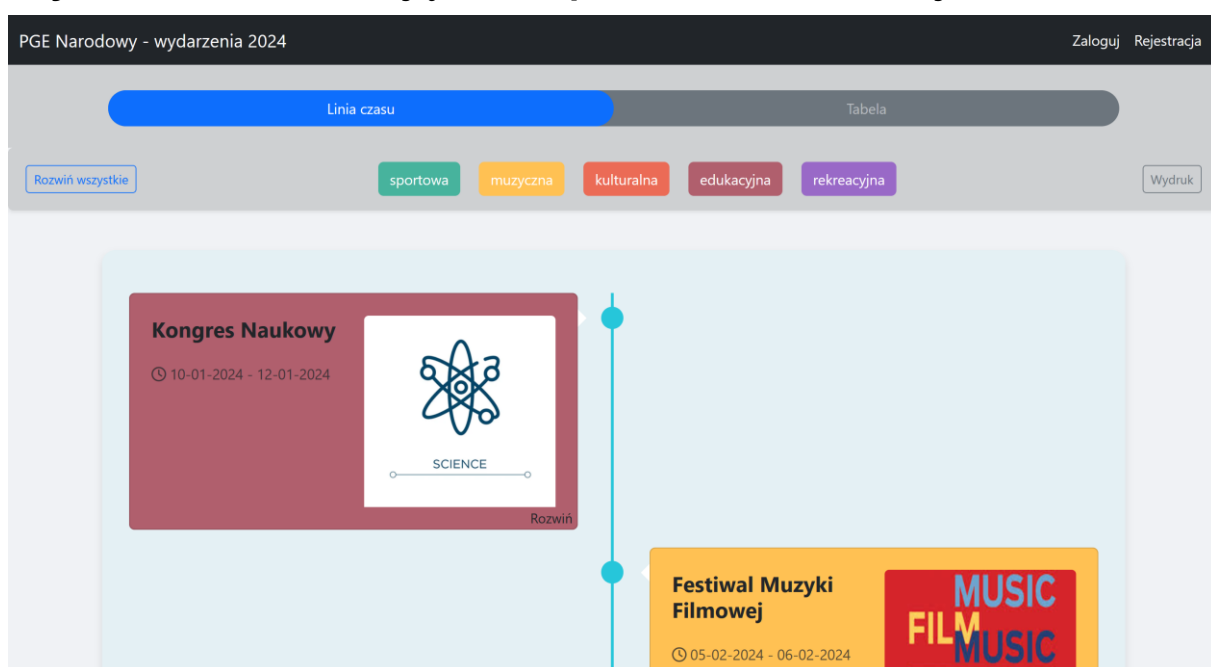 PGE Narodowy - wydarzenia 2024
Zaloguj Rejestracja
Linia czasu
Tabela
Rozwiń wszystkie
sportowa
muzyczna
kulturalna
edukacyjna
rekreacyjna
Wydruk
Kongres Naukowy
10-01-2024 - 12-01-2024
SCIENCE
Rozwiń
Festiwal Muzyki
Filmowej
05-02-2024 - 06-02-2024
MUSIC
FILM
MUSIC